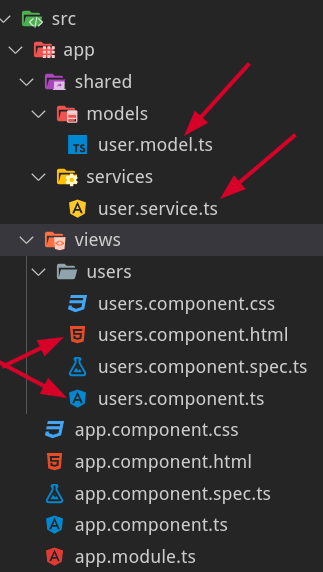 src
app
shared
models
TS user.model.ts
services
user.service.ts
views
users
users.component.css
users.component.html
users.component.spec.ts
users.component.ts
app.component.css
app.component.html
app.component.spec.ts
app.component.ts
app.module.ts